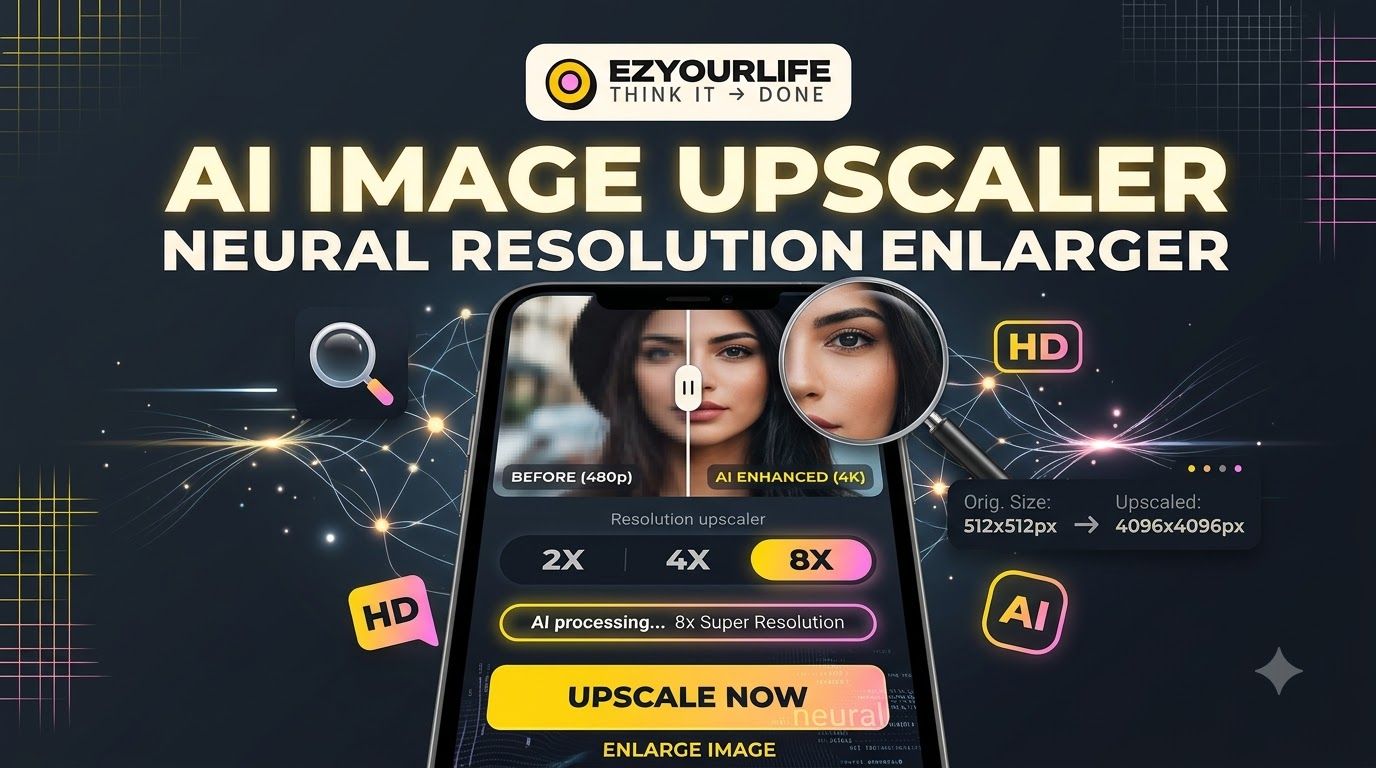 EZYOURLIFE
THINK IT → DONE
AI IMAGE UPSCALER
NEURAL RESOLUTION ENLARGER
HD
BEFORE (480p)
AI ENHANCED (4K)
Orig. Size:
Upscaled:
512x512px → 4096x4096px
Resolution upscaler
2X
4X
8X
HD
AI processing... 8x Super Resolution
AI
UPSCALE NOW
neural
ENLARGE IMAGE